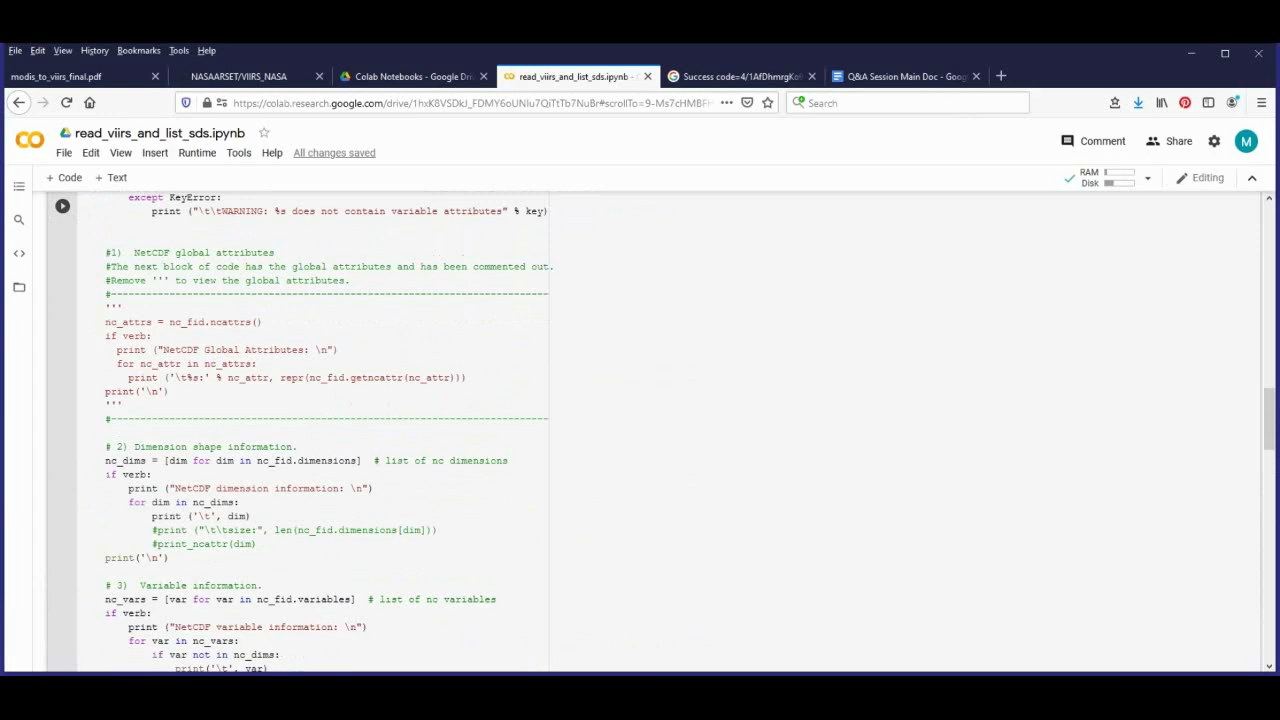 File Edit View History Bookmarks Tools Help
modis_to_viirs_final.pdf
NASAARSET/VIIRS_NASA
Colab Notebooks - Google Dri
read_viirs_and_list_sds.ipynb -
Success code=4/1AfDhmrgKo
Q&A Session Main Doc - Goog
Search
read_viirs_and_list_sds.ipynb
Comment Share M
File Edit View Insert Runtime Tools Help All changes saved
+ Code + Text
RAM
Disk
Editing
except KeyError:
print ("\t\tWARNING: %s does not contain variable attributes" % key)
#1) NetCDF global attributes
#The next block of code has the global attributes and has been commented out.
#Remove ''' to view the global attributes.
#---------------------------------------------------------------------------
'''
nc_attrs = nc_fid.ncattrs()
if verb:
print ("NetCDF Global Attributes: \n")
for nc_attr in nc_attrs:
print ('\t%s:' % nc_attr, repr(nc_fid.getncattr(nc_attr)))
print('\n')
'''
#---------------------------------------------------------------------------
# 2) Dimension shape information.
nc_dims = [dim for dim in nc_fid.dimensions] # list of nc dimensions
if verb:
print ("NetCDF dimension information: \n")
for dim in nc_dims:
print ('\t', dim)
#print ("\t\tsize:", len(nc_fid.dimensions[dim]))
#print_ncattr(dim)
print('\n')
# 3) Variable information.
nc_vars = [var for var in nc_fid.variables] # list of nc variables
if verb:
print ("NetCDF variable information: \n")
for var in nc_vars:
if var not in nc_dims:
print('\t', var)